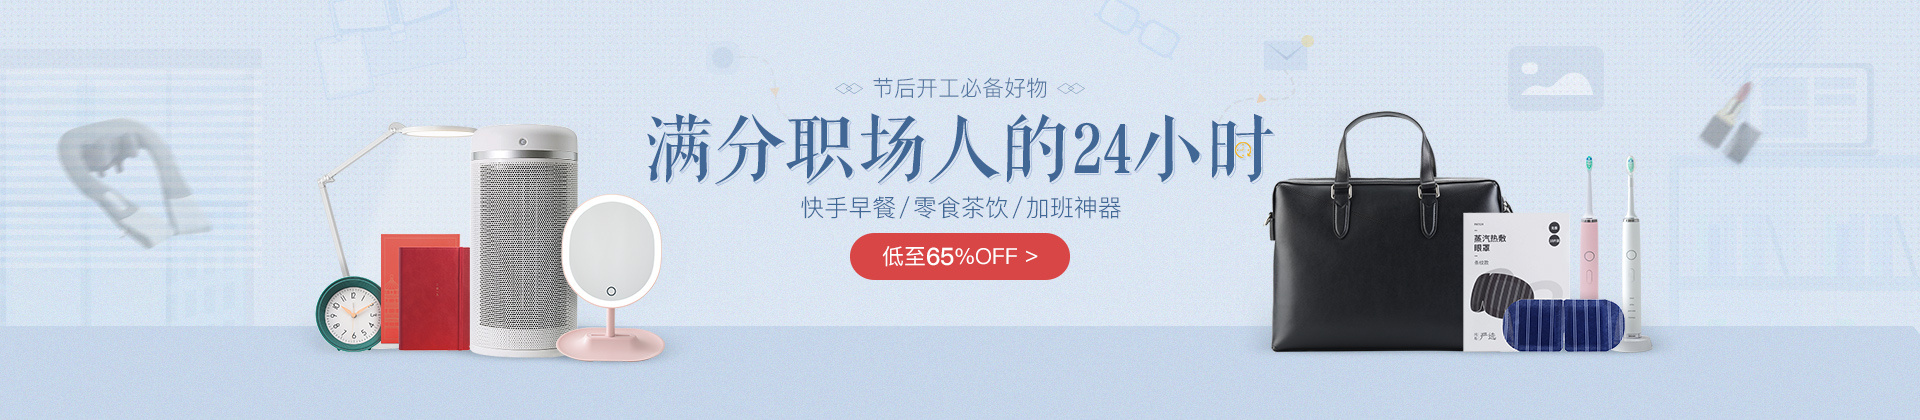 节后开工必备好物
满分职场人的24小时
快手早餐/零食茶饮/加班神器
低至65%OFF >
蒸汽热敷
眼罩
严选